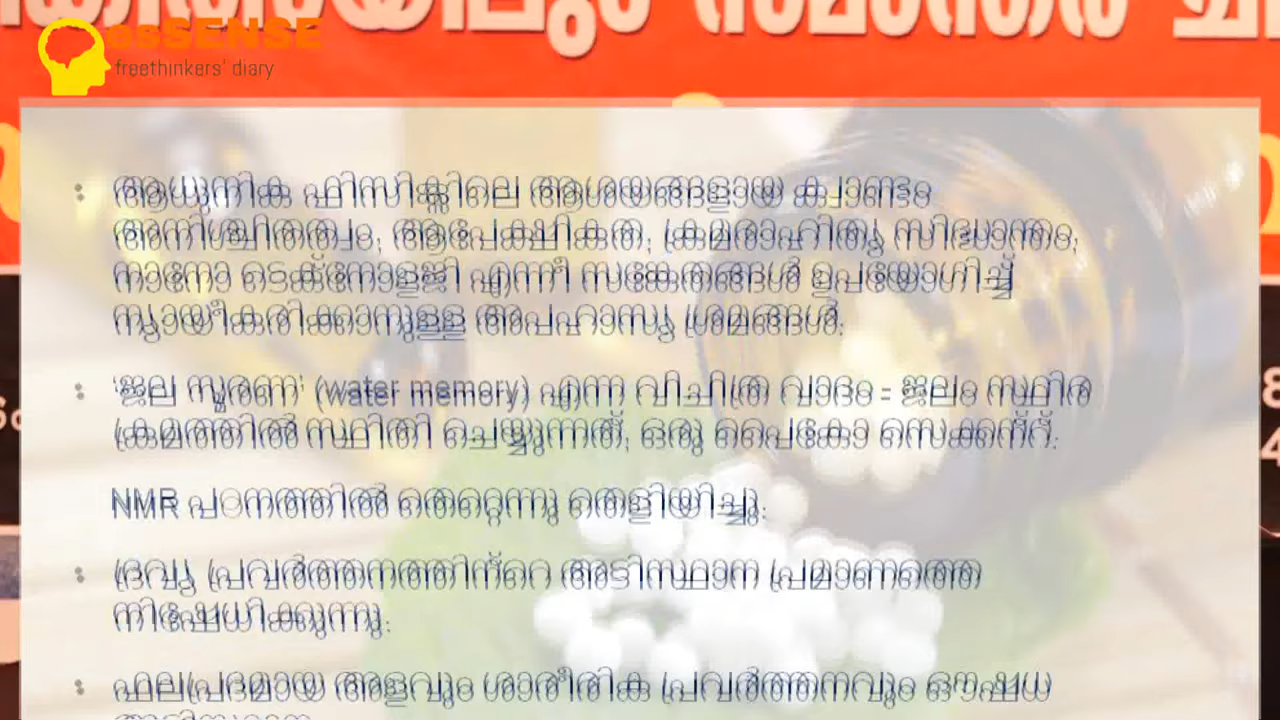 osSENSE
freethinkers' diary
• ആധുനിക ഫിസിക്സിലെ ആശയങ്ങളായ ക്വാണ്ടം
അനിശ്ചിതത്വം, ആപേക്ഷികത, ക്രമരാഹിത്യ സിദ്ധാന്തം,
നാനോ ടെക്നോളജി എന്നീ സങ്കേതങ്ങൾ ഉപയോഗിച്ച്
ന്യായീകരിക്കാനുള്ള അപഹാസ്യ ശ്രമങ്ങൾ.
• 'ജല സ്മരണ' (water memory) എന്ന വിചിത്ര വാദം - ജലം സ്ഥിര
ക്രമത്തിൽ സ്ഥിതി ചെയ്യുന്നത്, ഒരു പൈകോ സെക്കന്റ്.
NMR പഠനത്തിൽ തെറ്റെന്നു തെളിയിച്ചു.
• ദ്രവ്യ പ്രവർത്തനത്തിന്റെ അടിസ്ഥാന പ്രമാണത്തെ
നിഷേധിക്കുന്നു.
• ഫലപ്രദമായ അളവും ശാരീരിക പ്രവർത്തനവും ഔഷധ